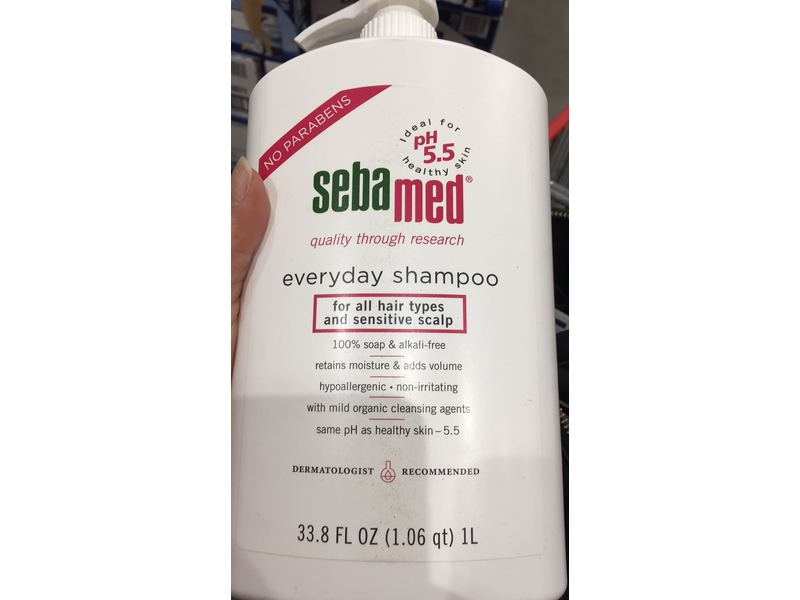 NO PARABENS
ideal for
pH
5.5
healthy skin
sebamed®
quality through research
everyday shampoo
for all hair types
and sensitive scalp
100% soap & alkali-free
retains moisture & adds volume
hypoallergenic • non-irritating
with mild organic cleansing agents
same pH as healthy skin – 5.5
DERMATOLOGIST RECOMMENDED
33.8 FL OZ (1.06 qt) 1L